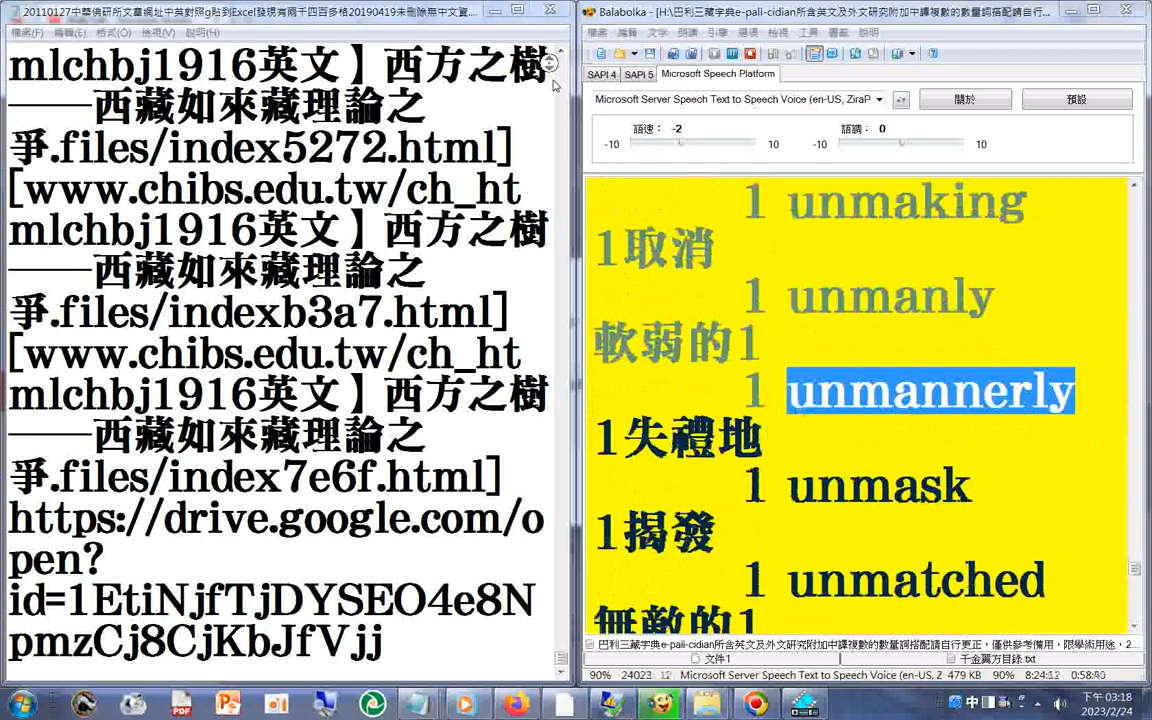 20110127中華佛研所文章網址中英對照g點到Excel發現有兩千四百多格20190419未刪除無中文資...
檔案(F) 編輯(E) 格式(O) 檢視(V) 說明(H)
mlchbj1916英文】西方之樹
——西藏如來藏理論之
爭.files/index5272.html]
[www.chibs.edu.tw/ch_ht
mlchbj1916英文】西方之樹
——西藏如來藏理論之
爭.files/indexb3a7.html]
[www.chibs.edu.tw/ch_ht
mlchbj1916英文】西方之樹
——西藏如來藏理論之
爭.files/index7e6f.html]
https://drive.google.com/o
pen?
id=1EtiNjfTjDYSEO4e8N
pmzCj8CjKbJfVjj
Balabolka - [H:\巴利三藏字典e-pali-cidian所含英文及外文研究附加中譯複數的數量詞搭配請自行...
檔案 編輯 文字 朗讀 引擎 選項 檢視 工具 書籤 說明
SAPI 4 SAPI 5 Microsoft Speech Platform
Microsoft Server Speech Text to Speech Voice (en-US, ZiraP
關於
預設
語速： -2 語調： 0
-10 10 -10 10
1 unmaking
1取消
1 unmanly
軟弱的1
1 unmannerly
1失禮地
1 unmask
1揭發
1 unmatched
無敵的1
巴利三藏字典e-pali-cidian所含英文及外文研究附加中譯複數的數量詞搭配請自行更正，僅供參考備用，限學術用途，2...
文件1 千金翼方目錄.txt
90% 24023: 12 Microsoft Server Speech Text to Speech Voice (en-US, Zira 90% 479 KB 8:24:12 0:58:40
PDF
中
下午 03:18
2023/2/24